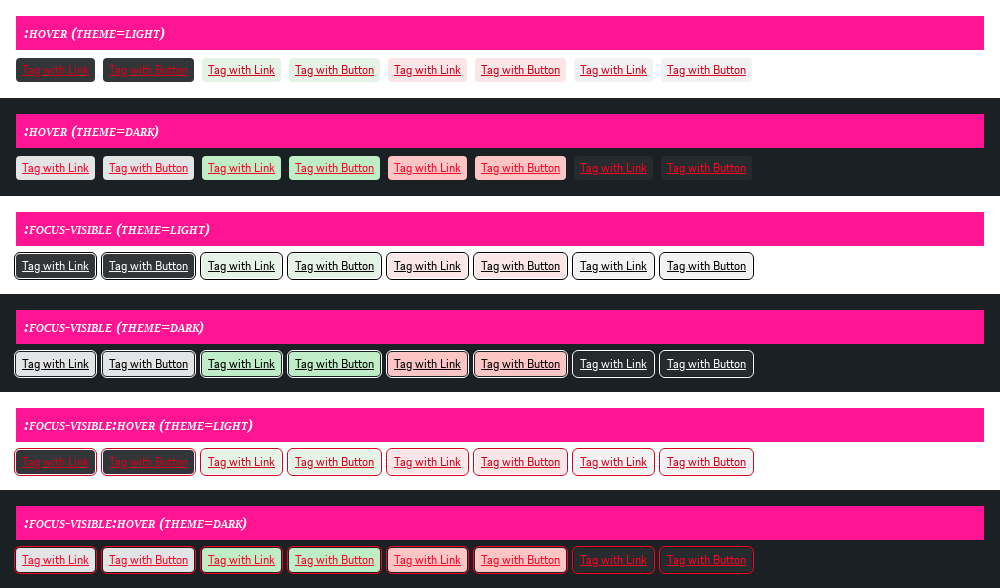 :HOVER (THEME=LIGHT)
Tag with Link Tag with Button Tag with Link Tag with Button Tag with Link Tag with Button Tag with Link Tag with Button
:HOVER (THEME=DARK)
Tag with Link Tag with Button Tag with Link Tag with Button Tag with Link Tag with Button Tag with Link Tag with Button
:FOCUS-VISIBLE (THEME=LIGHT)
Tag with Link Tag with Button Tag with Link Tag with Button Tag with Link Tag with Button Tag with Link Tag with Button
:FOCUS-VISIBLE (THEME=DARK)
Tag with Link Tag with Button Tag with Link Tag with Button Tag with Link Tag with Button Tag with Link Tag with Button
:FOCUS-VISIBLE:HOVER (THEME=LIGHT)
Tag with Link Tag with Button Tag with Link Tag with Button Tag with Link Tag with Button Tag with Link Tag with Button
:FOCUS-VISIBLE:HOVER (THEME=DARK)
Tag with Link Tag with Button Tag with Link Tag with Button Tag with Link Tag with Button Tag with Link Tag with Button